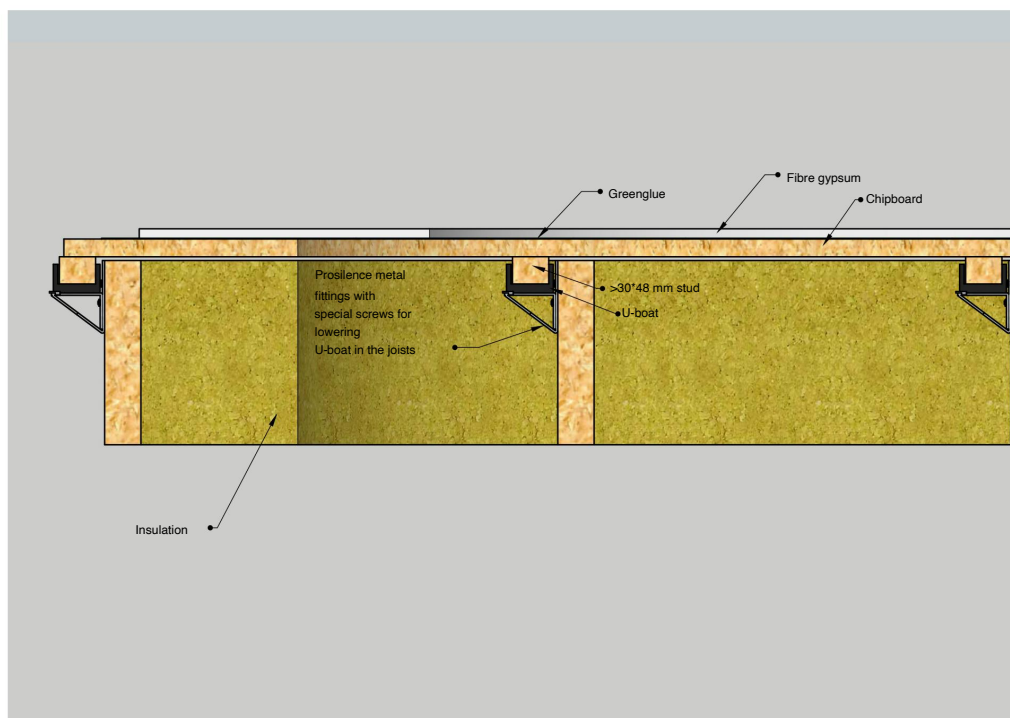 Fibre gypsum
Greenglue
Chipboard
Prosilence metal
fittings with
special screws for
lowering
U-boat in the joists
>30*48 mm stud
U-boat
Insulation